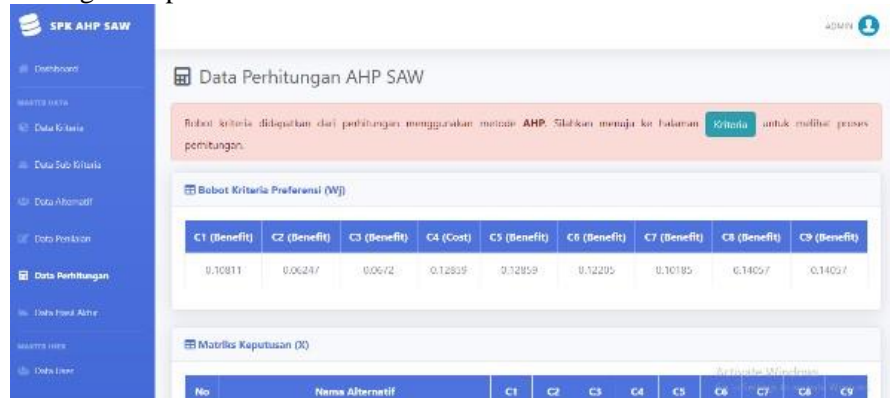 SPK AHP SAW
ADMIN
Dashboard
Data Perhitungan AHP SAW
MASTER DATA
Data Kriteria
Bobot kriteria didapatkan dari perhitungan menggunakan metode AHP. Silahkan menuju ke halaman Kriteria untuk melihat proses
perhitungan.
Data Sub Kriteria
Bobot Kriteria Preferensi (Wj)
Data Alternatif
Data Penilaian
C1 (Benefit) C2 (Benefit) C3 (Benefit) C4 (Cost) C5 (Benefit) C6 (Benefit) C7 (Benefit) C8 (Benefit) C9 (Benefit)
0.10811 0.06247 0.0672 0.12859 0.12859 0.12205 0.10185 0.14057 0.14057
Data Perhitungan
Data Hasil Akhir
MASTER USER
Matriks Keputusan (X)
Data User
Activate Windows
No Nama Alternatif C1 C2 C3 C4 C5 C6 C7 C8 C9